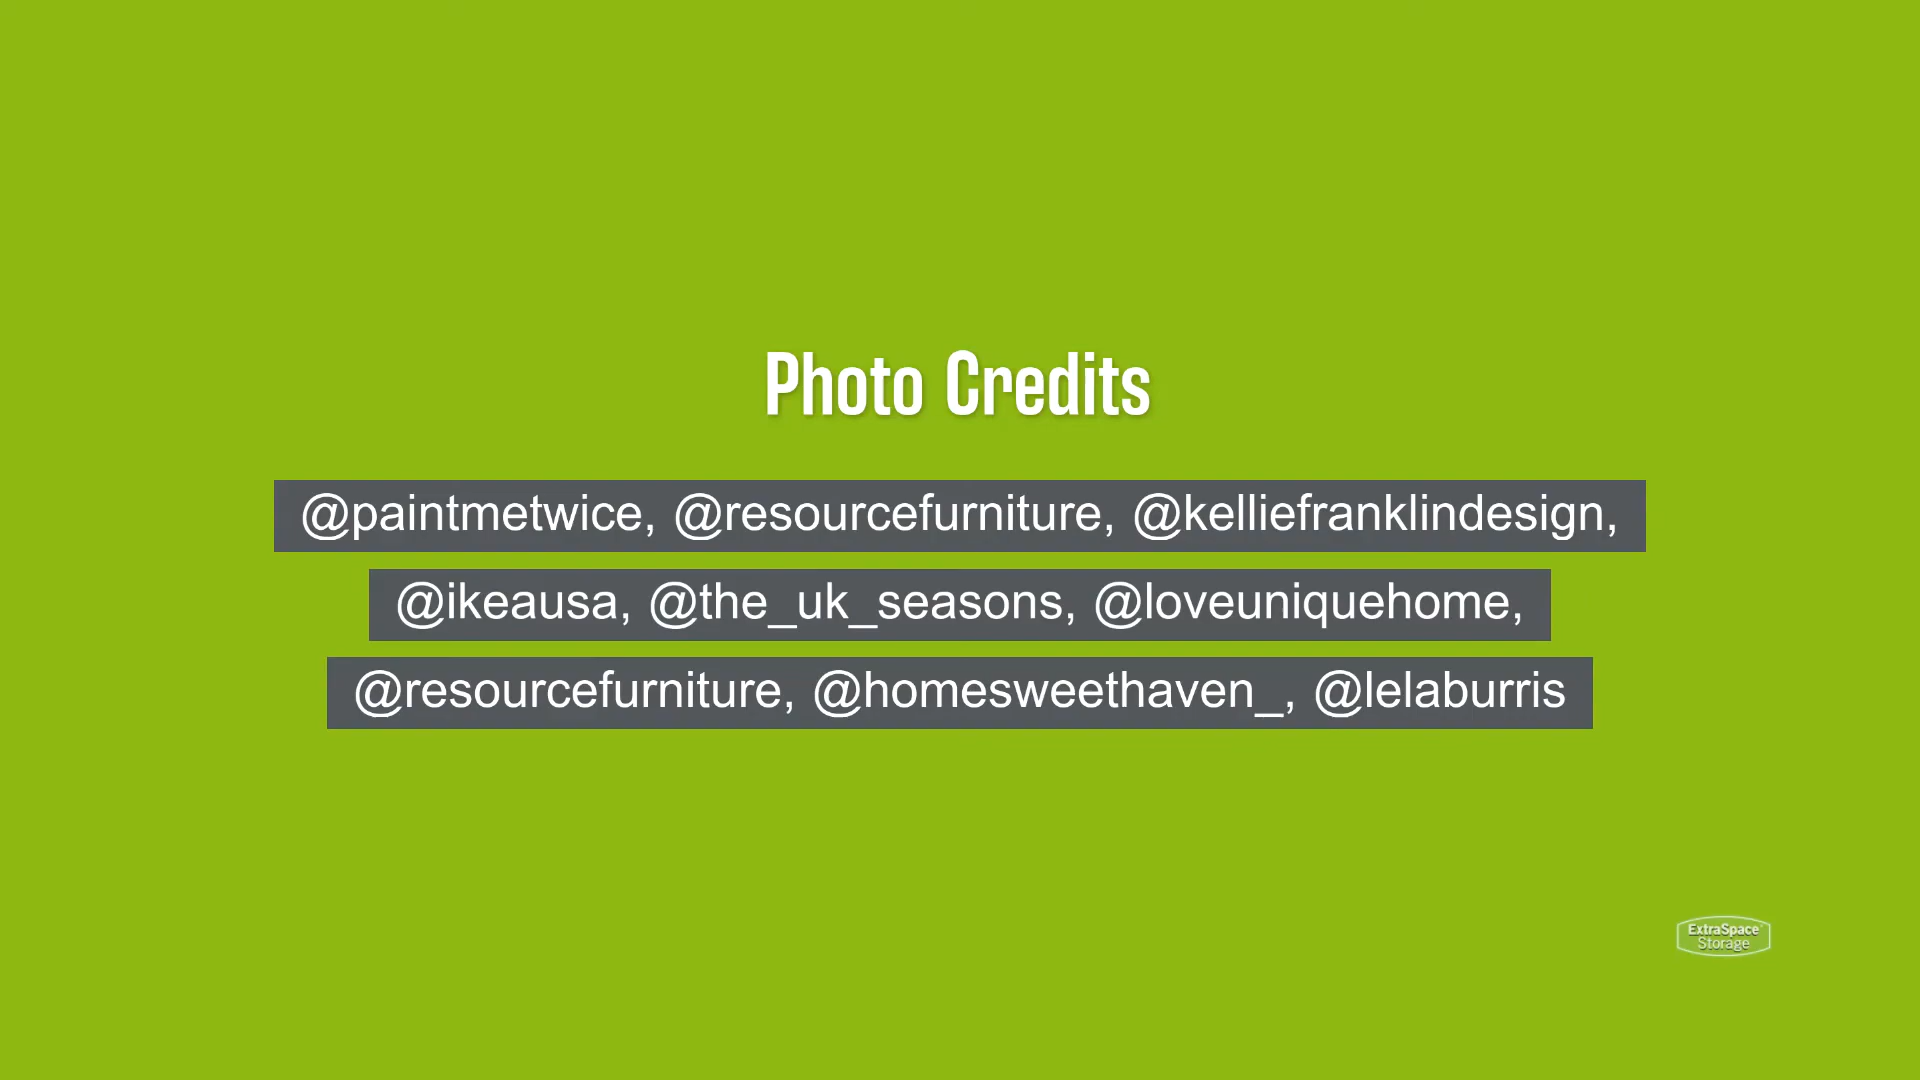 Photo Credits
@paintmetwice, @resourcefurniture, @kelliefranklindesign,
@ikeausa, @the_uk_seasons, @loveuniquehome,
@resourcefurniture, @homesweethaven_, @lelaburris
ExtraSpace
Storage